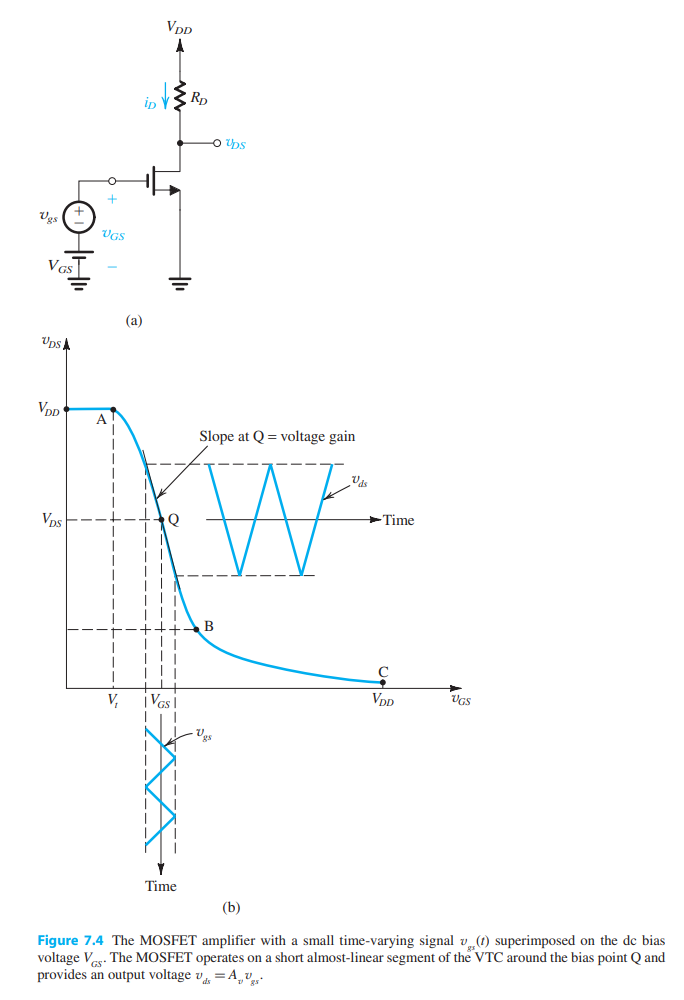 V_DD
i_D
R_D
v_DS
+
v_gs
+
−
v_GS
V_GS
−
(a)
v_DS
V_DD
A
Slope at Q = voltage gain
v_ds
V_DS
Q
Time
B
C
V_t
V_GS
V_DD
v_GS
v_gs
Time
(b)
Figure 7.4 The MOSFET amplifier with a small time-varying signal v_gs(t) superimposed on the dc bias
voltage V_GS. The MOSFET operates on a short almost-linear segment of the VTC around the bias point Q and
provides an output voltage v_ds = A_v v_gs.